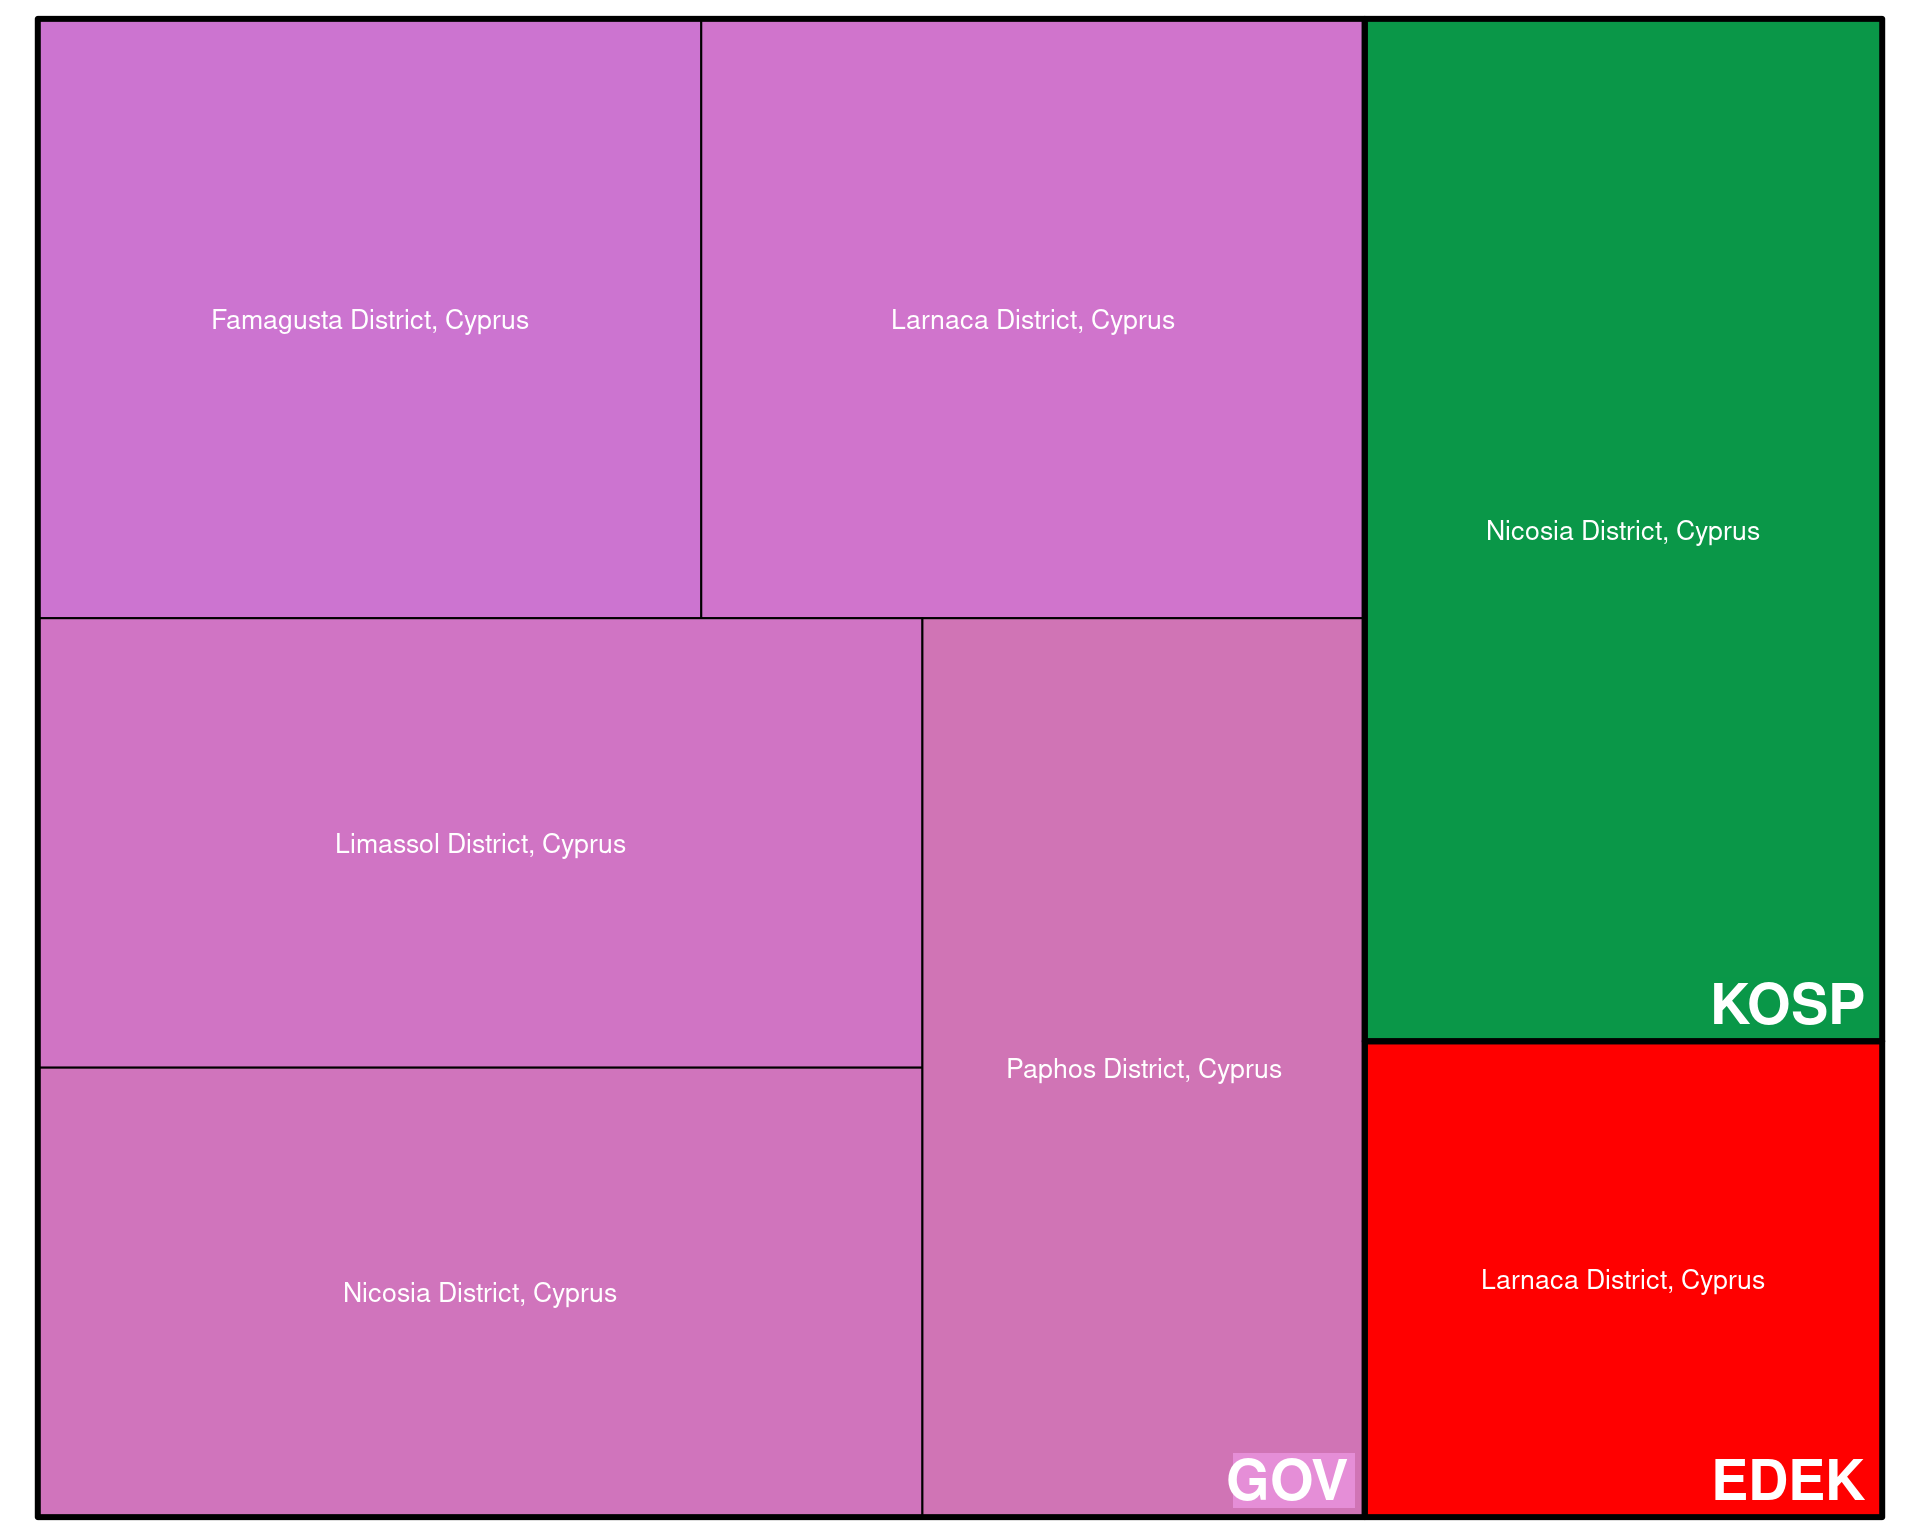 Famagusta District, Cyprus
Larnaca District, Cyprus
Limassol District, Cyprus
Nicosia District, Cyprus
Paphos District, Cyprus
GOV
Nicosia District, Cyprus
KOSP
Larnaca District, Cyprus
EDEK